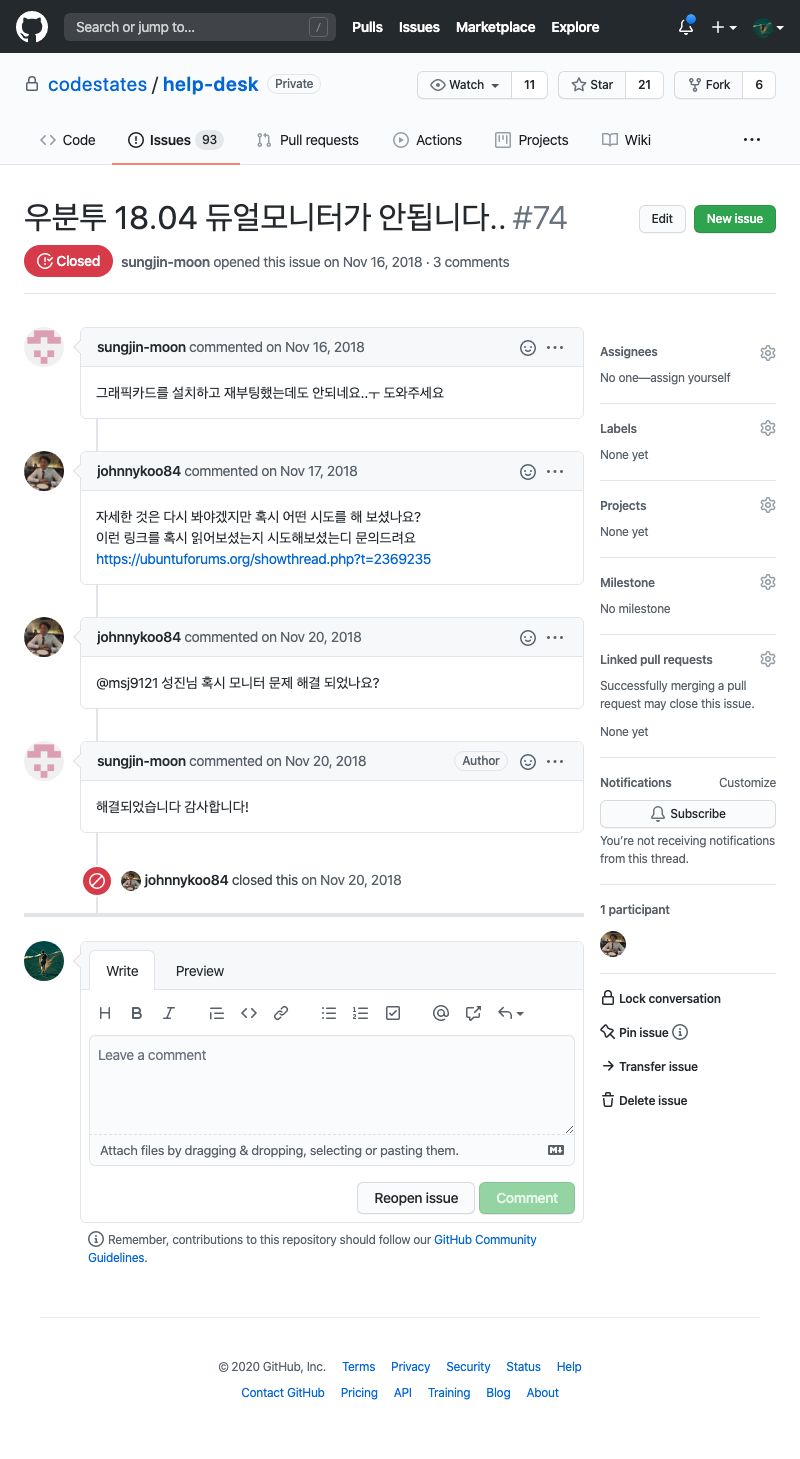 Search or jump to...
/
Pulls Issues Marketplace Explore
codestates / help-desk Private
Watch 11 Star 21 Fork 6
Code Issues 93 Pull requests Actions Projects Wiki
우분투 18.04 듀얼모니터가 안됩니다.. #74
Edit New issue
Closed sungjin-moon opened this issue on Nov 16, 2018 · 3 comments
sungjin-moon commented on Nov 16, 2018
그래픽카드를 설치하고 재부팅했는데도 안되네요..ㅜ 도와주세요
johnnykoo84 commented on Nov 17, 2018
자세한 것은 다시 봐야겠지만 혹시 어떤 시도를 해 보셨나요?
이런 링크를 혹시 읽어보셨는지 시도해보셨는디 문의드려요
https://ubuntuforums.org/showthread.php?t=2369235
johnnykoo84 commented on Nov 20, 2018
@msj9121 성진님 혹시 모니터 문제 해결 되었나요?
sungjin-moon commented on Nov 20, 2018 Author
해결되었습니다 감사합니다!
johnnykoo84 closed this on Nov 20, 2018
Write Preview
H B I
Leave a comment
Attach files by dragging & dropping, selecting or pasting them.
Reopen issue Comment
Remember, contributions to this repository should follow our GitHub Community
Guidelines.
Assignees
No one—assign yourself
Labels
None yet
Projects
None yet
Milestone
No milestone
Linked pull requests
Successfully merging a pull
request may close this issue.
None yet
Notifications Customize
Subscribe
You're not receiving notifications
from this thread.
1 participant
Lock conversation
Pin issue
Transfer issue
Delete issue
© 2020 GitHub, Inc. Terms Privacy Security Status Help
Contact GitHub Pricing API Training Blog About